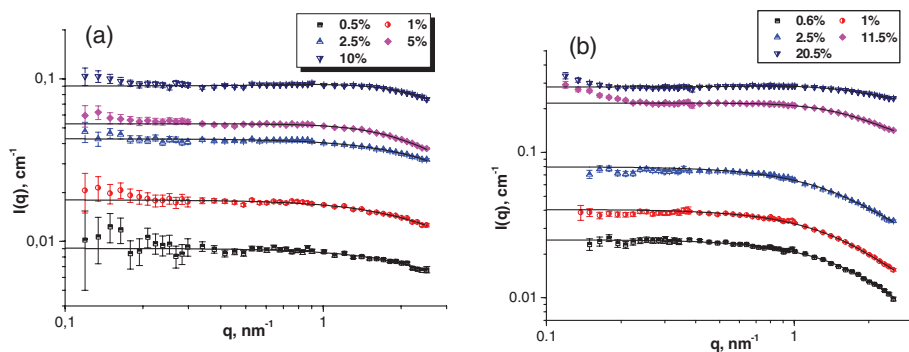 (a)
0.5% 1%
2.5% 5%
10%
0,1
0,01
I(q), cm-1
0,1 1
q, nm-1
(b)
0.6% 1%
2.5% 11.5%
20.5%
0.1
0.01
I(q), cm-1
0.1 1
q, nm-1